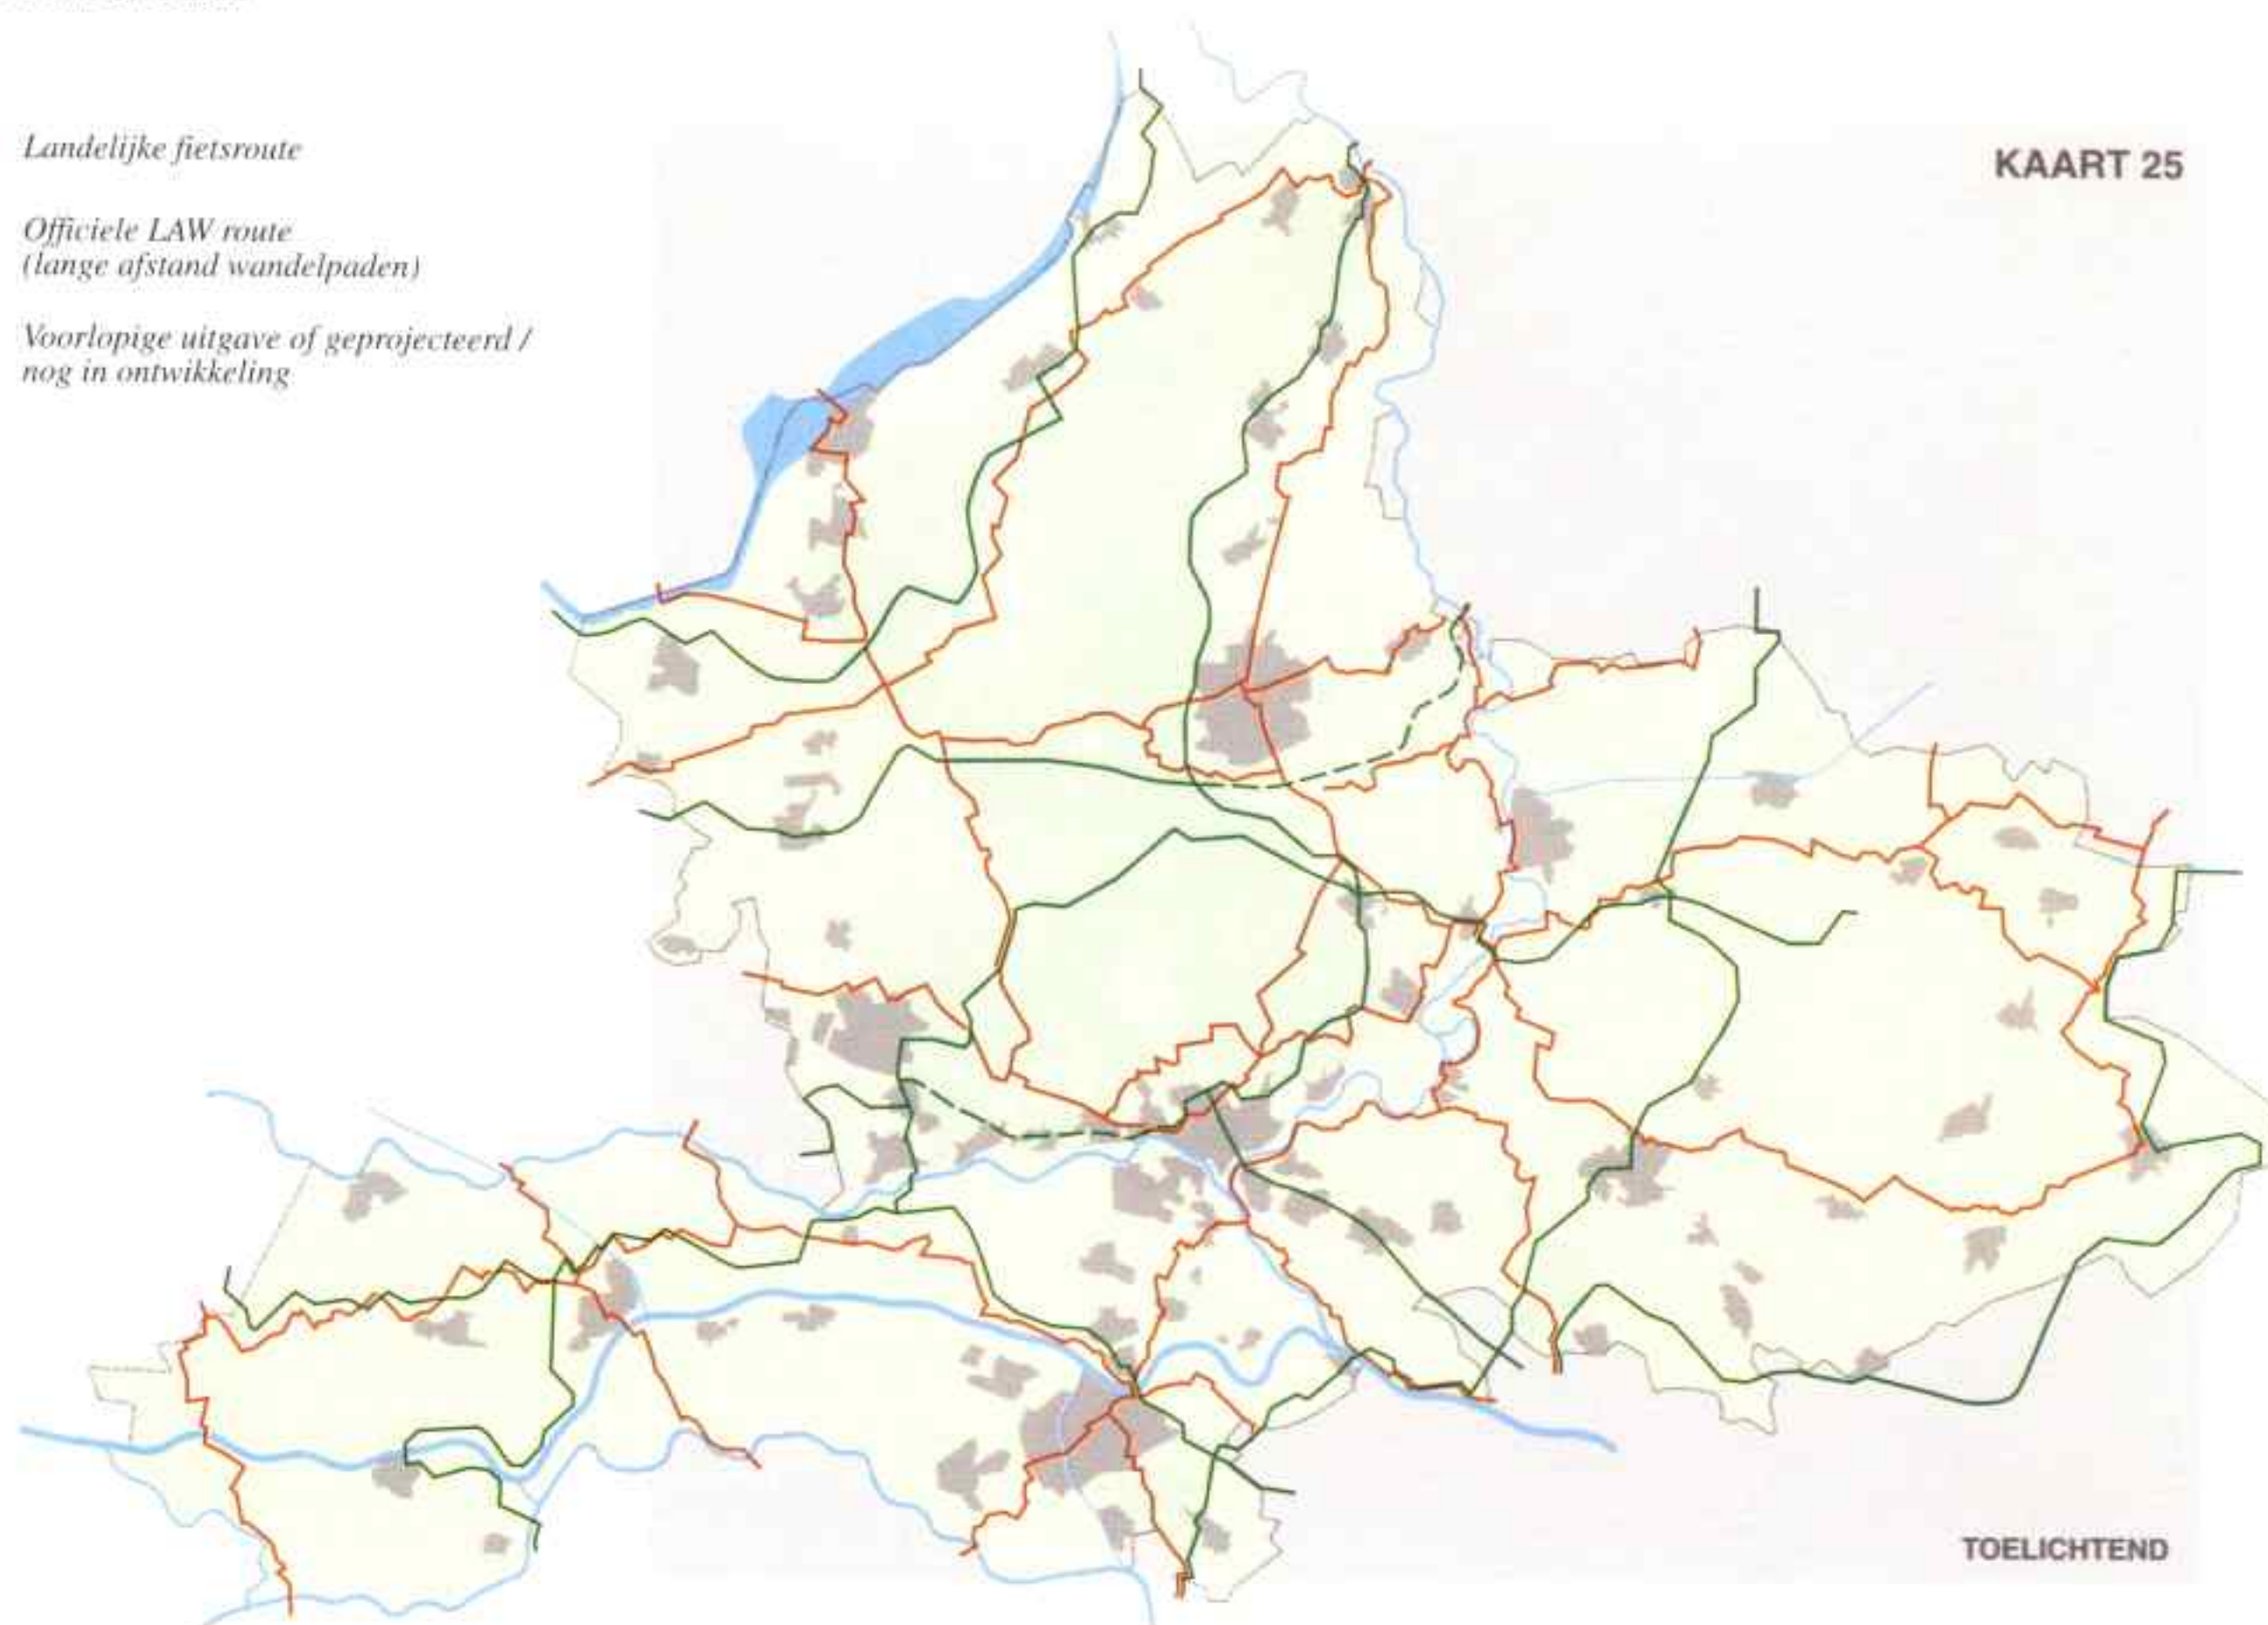 Landelijke fietsroute
Officiele LAW route
(lange afstand wandelpaden)
Voorlopige uitgave of geprojecteerd /
nog in ontwikkeling
KAART 25
TOELICHTEND